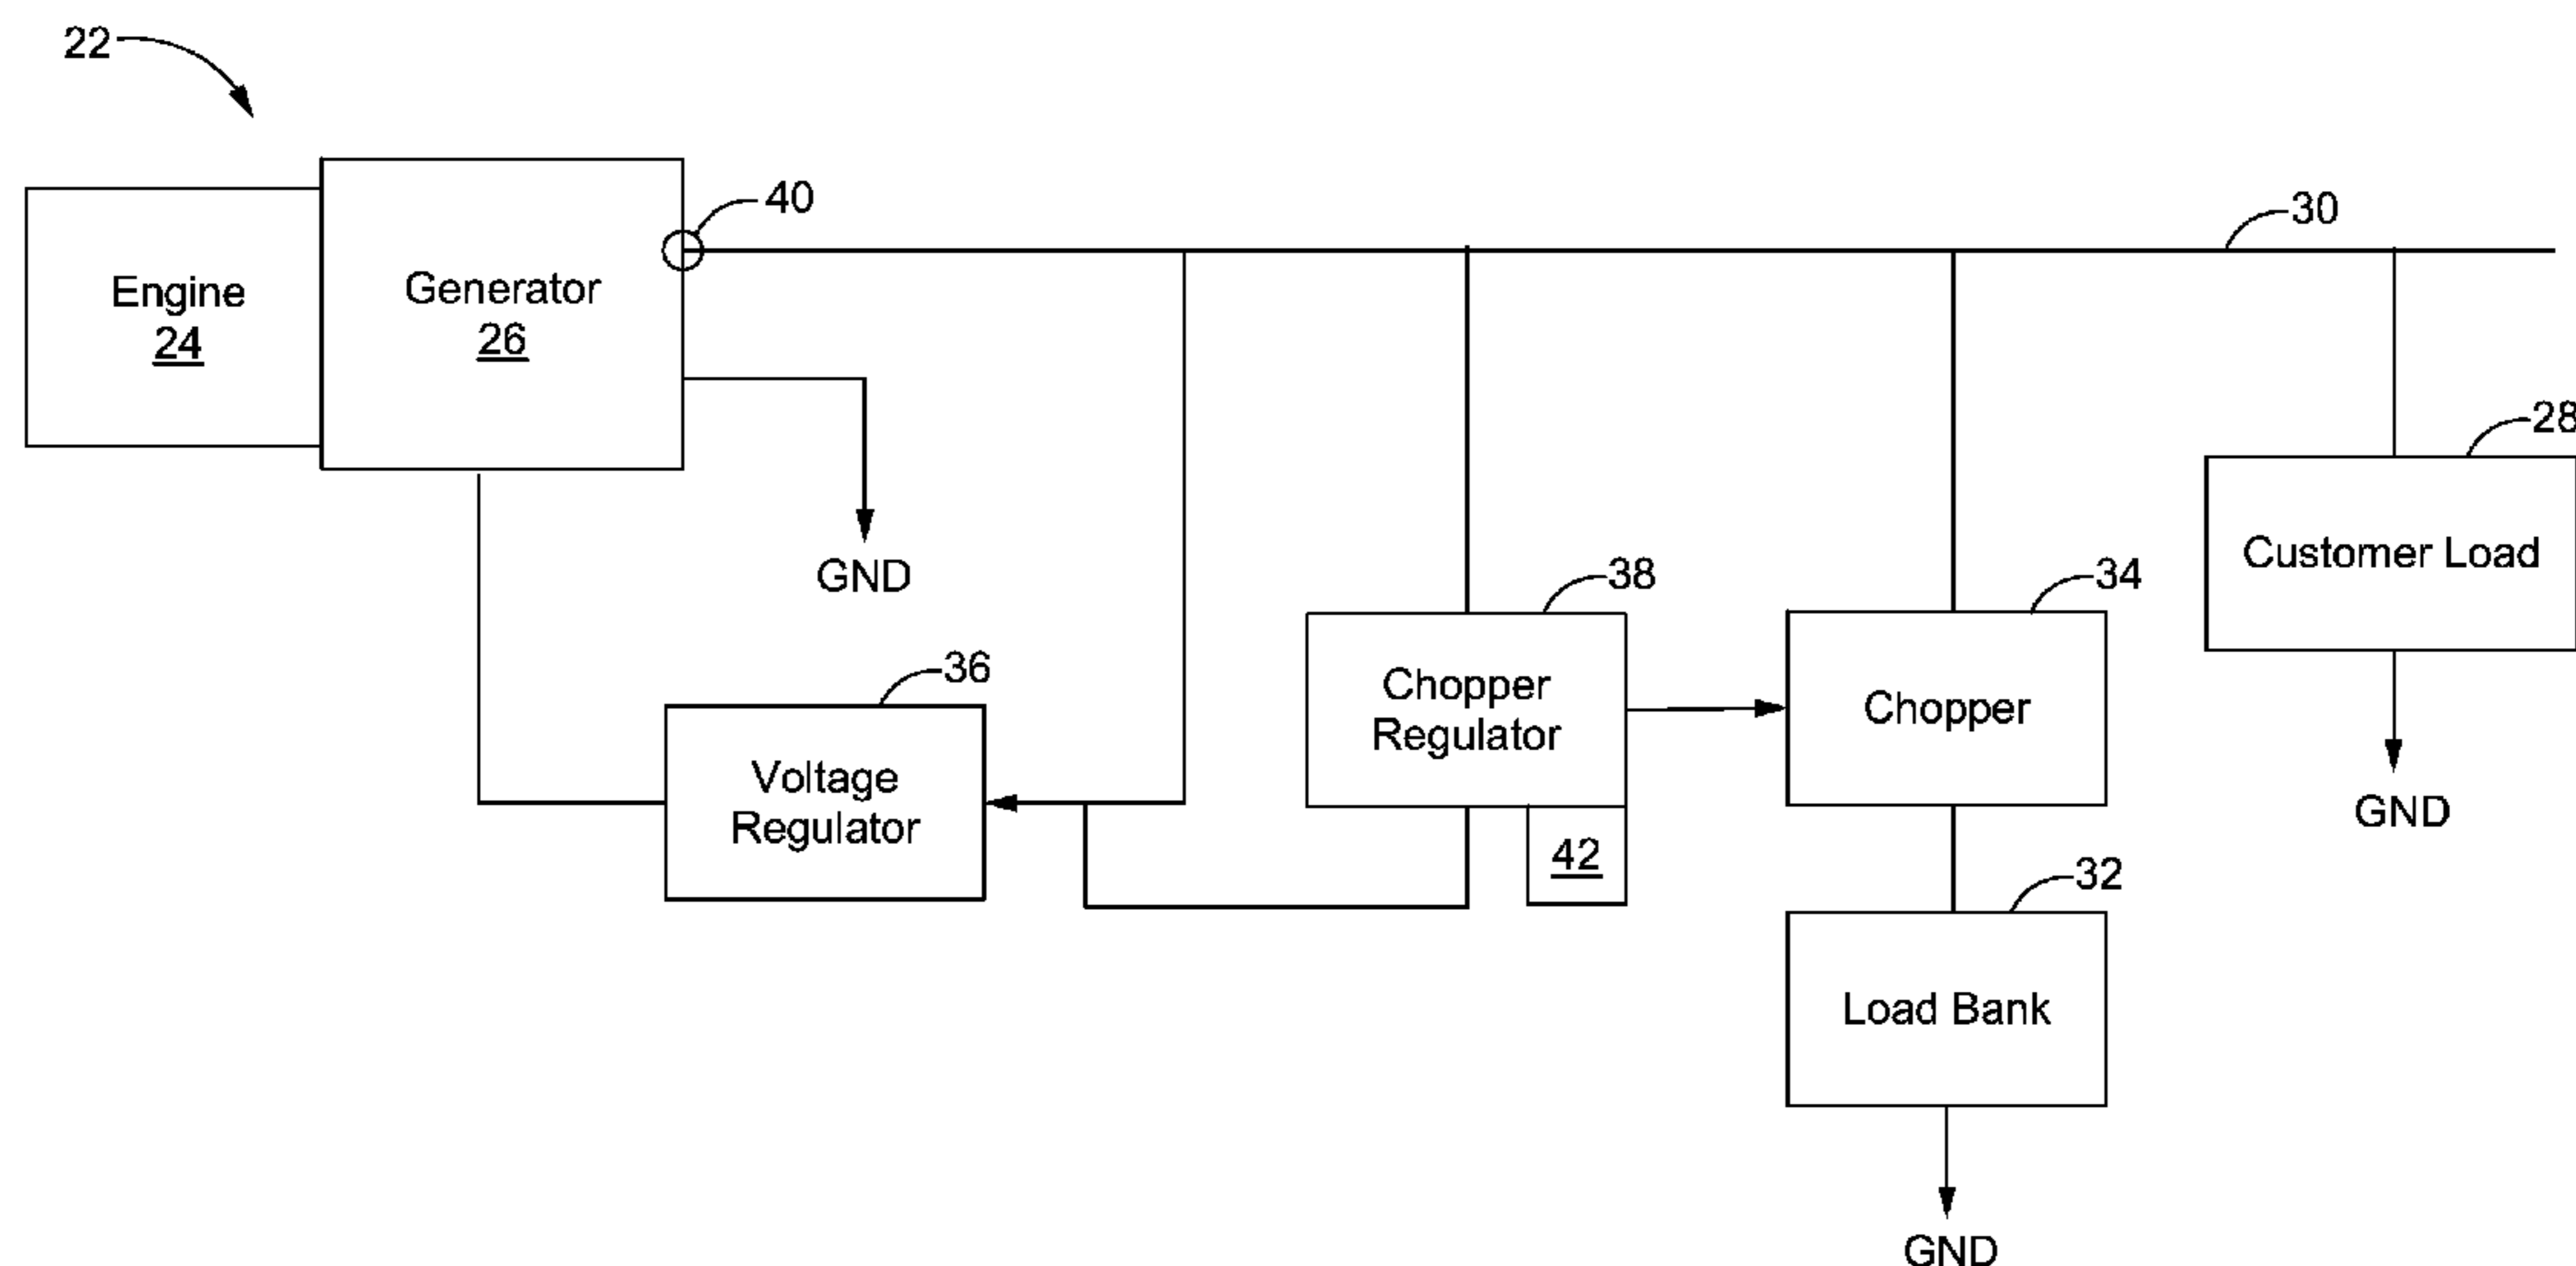 22
40
30
Engine
24
Generator
26
28
GND
Customer Load
38
34
36
Chopper
Regulator
Chopper
Voltage
Regulator
GND
42
32
Load Bank
GND